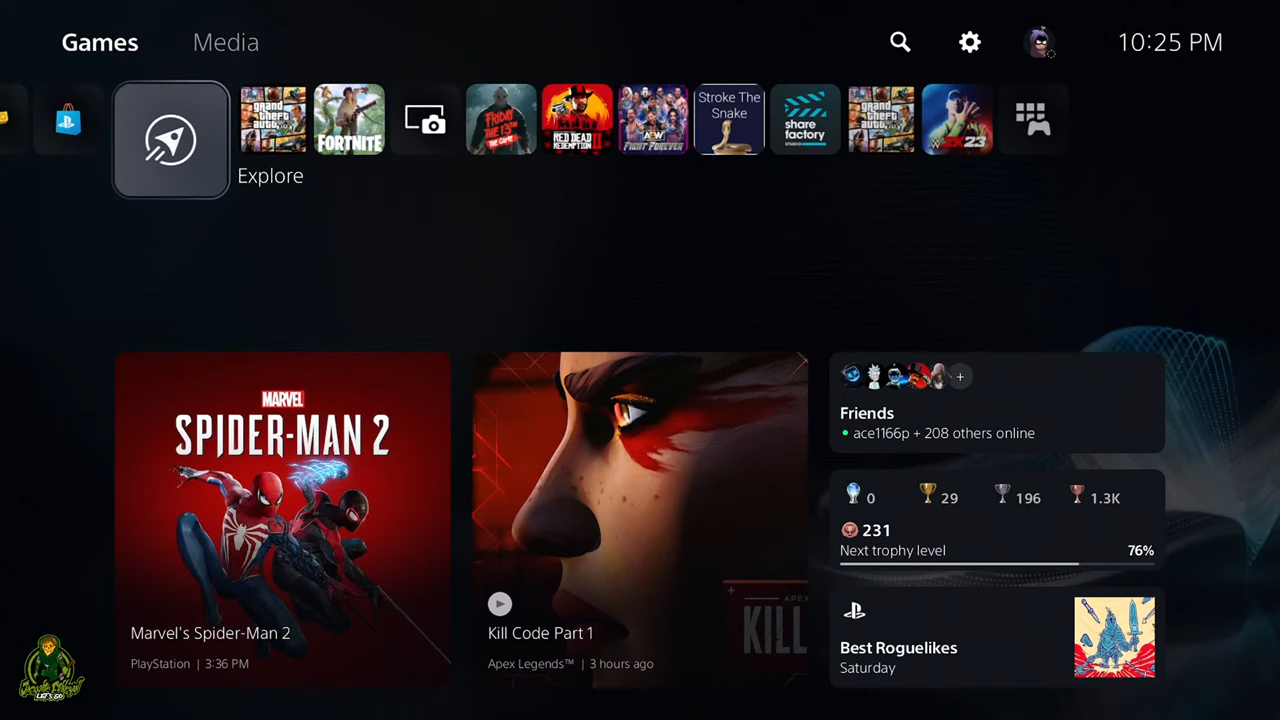 Games
Media
10:25 PM
grand
theft
auto
FORTNITE
FRIDAY
THE 13TH
THE GAME
RED DEAD
REDEMPTION II
AEW
FIGHT FOREVER
Stroke The
Snake
share
factory
STUDIO
grand
theft
auto
W2K23
Explore
MARVEL
SPIDER-MAN 2
Marvel's Spider-Man 2
PlayStation | 3:36 PM
APEX
KILL
Kill Code Part 1
Apex Legends™ | 3 hours ago
+
Friends
ace1166p + 208 others online
0
29
196
1.3K
231
Next trophy level
76%
Best Roguelikes
Saturday
LET'S GO